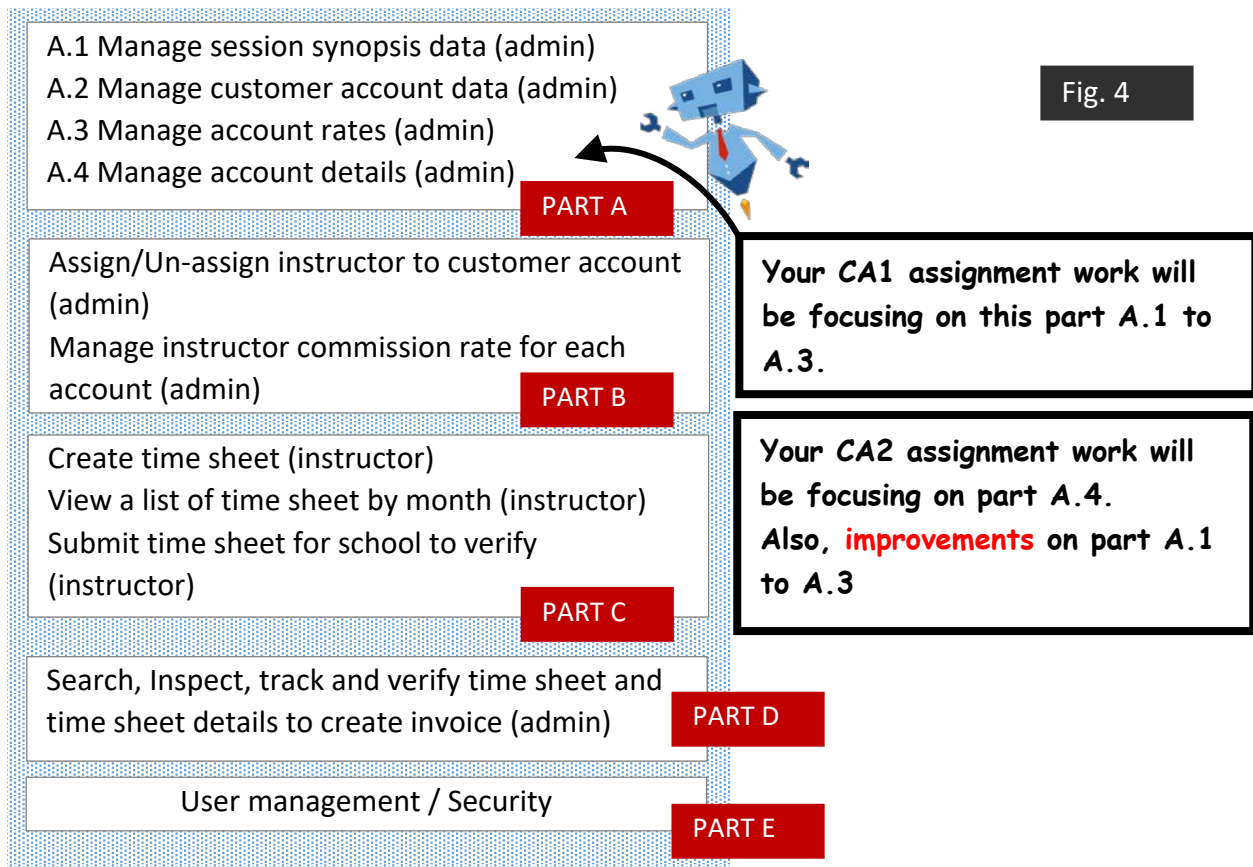 A.1 Manage session synopsis data (admin)
A.2 Manage customer account data (admin)
A.3 Manage account rates (admin)
A.4 Manage account details (admin)
PART A
Fig. 4
Assign/Un-assign instructor to customer account
(admin)
Manage instructor commission rate for each
account (admin)
PART B
Your CA1 assignment work will
be focusing on this part A.1 to
A.3.
Your CA2 assignment work will
be focusing on part A.4.
Also, improvements on part A.1
to A.3
Create time sheet (instructor)
View a list of time sheet by month (instructor)
Submit time sheet for school to verify
(instructor)
PART C
Search, Inspect, track and verify time sheet and
time sheet details to create invoice (admin)
PART D
User management / Security
PART E